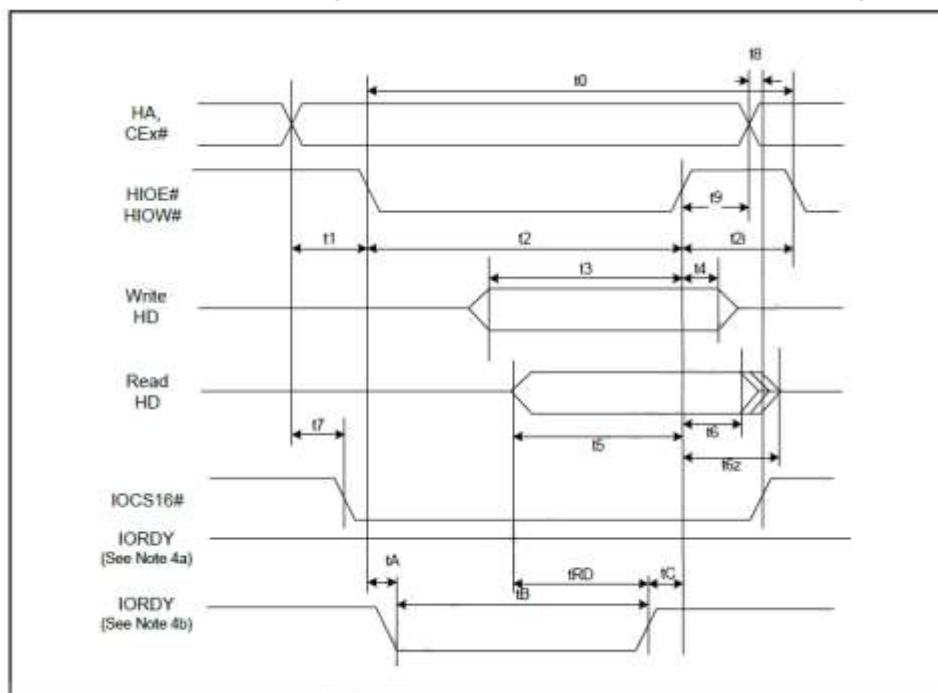 t8
t0
HA,
CEx#
HIOE#
HIOW#
t9
t1
t2
t2i
t3
t4
Write
HD
Read
HD
t7
t6
t5
t6z
IOCS16#
IORDY
(See Note 4a)
tA
tRD
tC
tB
IORDY
(See Note 4b)